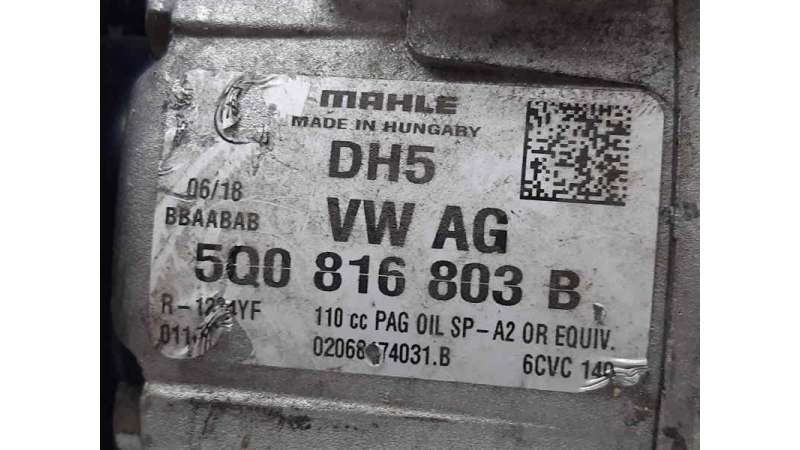 MAHLE
MADE IN HUNGARY
DH5
06/18
BBAABAB
VW AG
5Q0 816 803 B
110 cc PAG OIL SP-A2 OR EQUIV.
6CVC 140